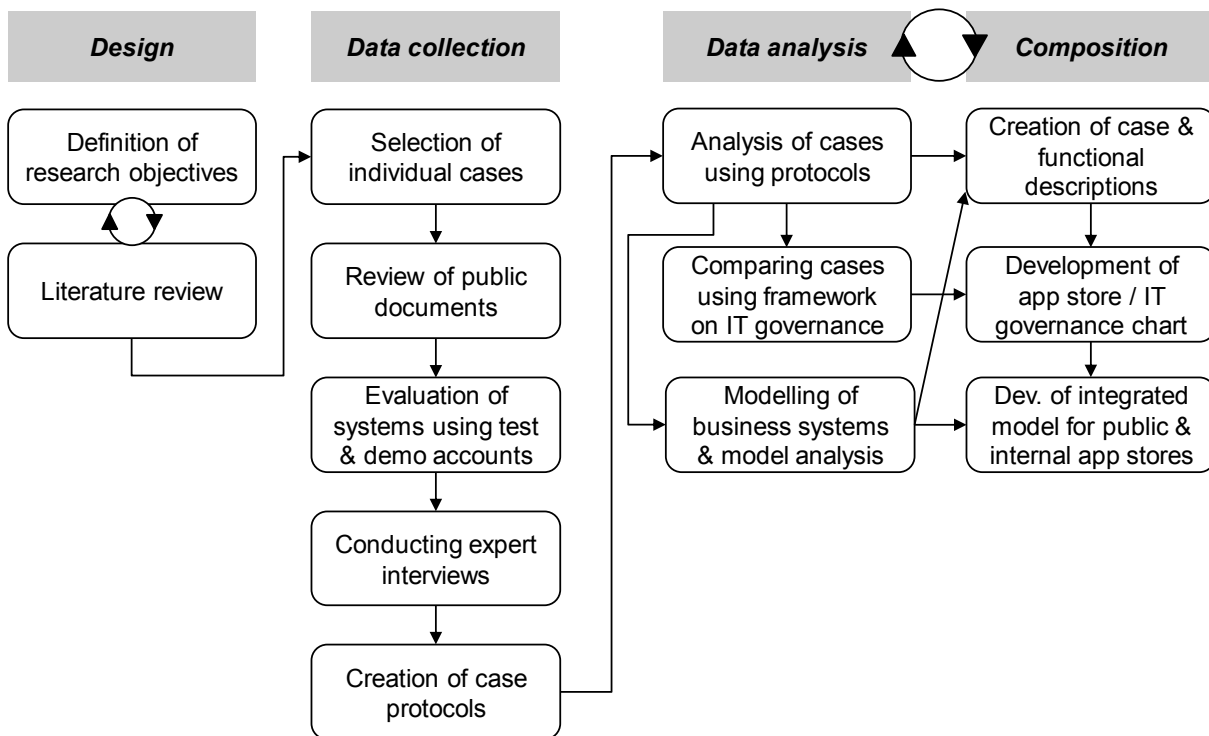 Design
Data collection
Data analysis
Composition
Definition of
research objectives
Literature review
Selection of
individual cases
Review of public
documents
Evaluation of
systems using test
& demo accounts
Conducting expert
interviews
Creation of case
protocols
Analysis of cases
using protocols
Comparing cases
using framework
on IT governance
Modelling of
business systems
& model analysis
Creation of case &
functional
descriptions
Development of
app store / IT
governance chart
Dev. of integrated
model for public &
internal app stores